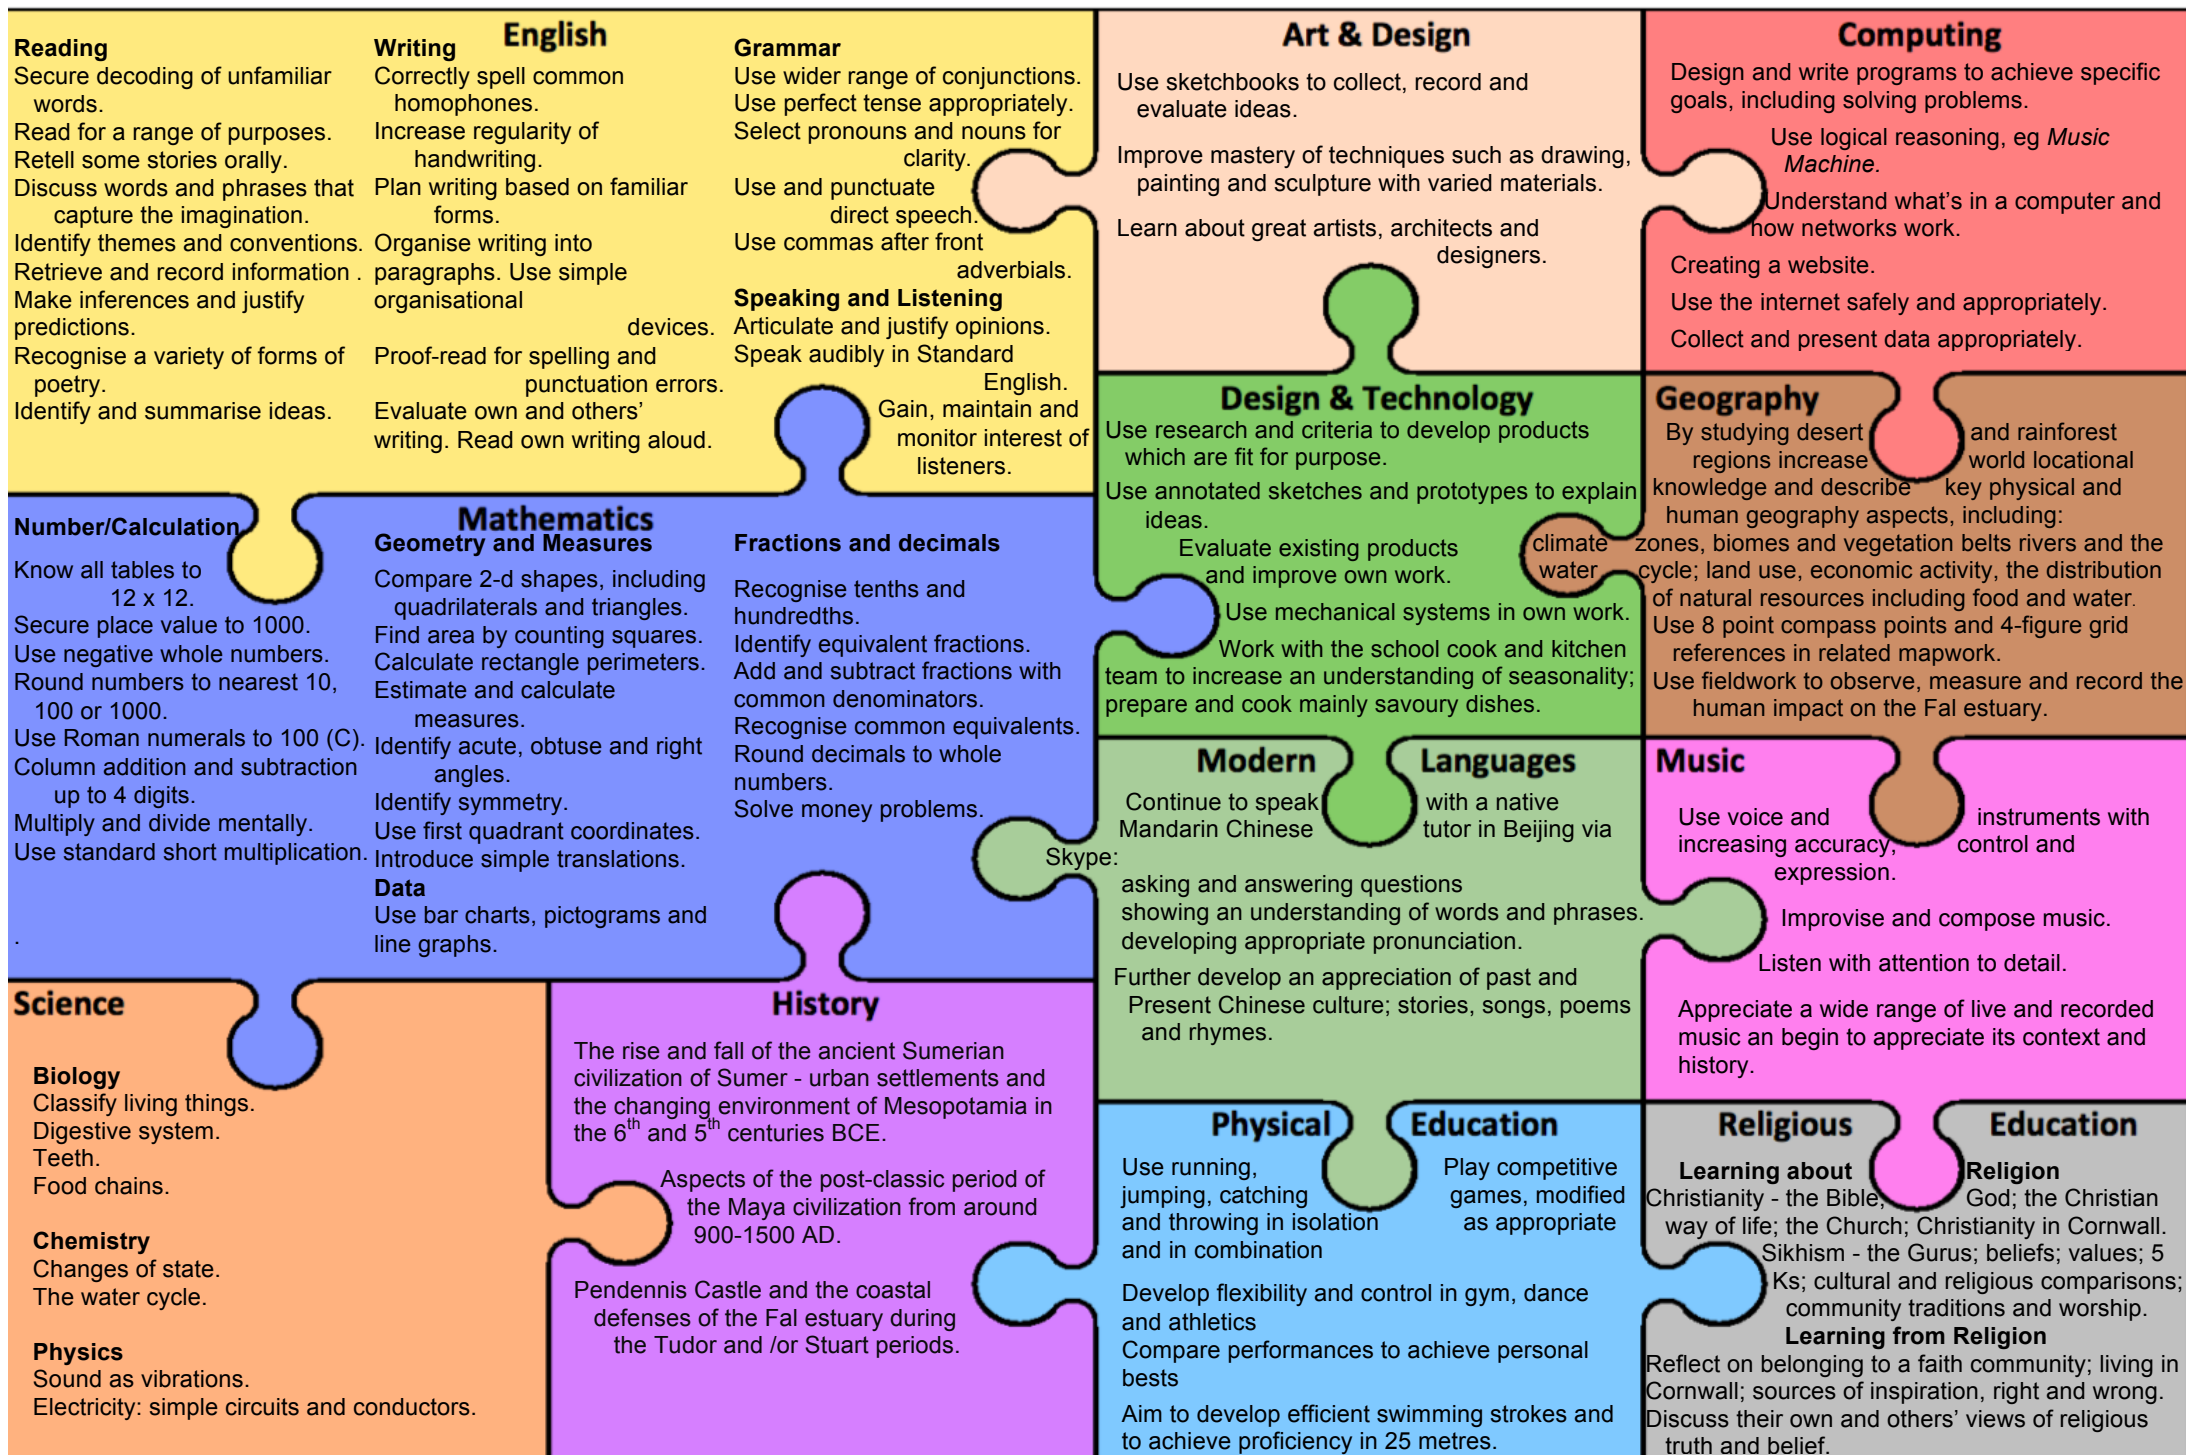 English
Reading
Secure decoding of unfamiliar
words.
Read for a range of purposes.
Retell some stories orally.
Discuss words and phrases that
capture the imagination.
Identify themes and conventions.
Retrieve and record information .
Make inferences and justify
predictions.
Recognise a variety of forms of
poetry.
Identify and summarise ideas.
Writing
Correctly spell common
homophones.
Increase regularity of
handwriting.
Plan writing based on familiar
forms.
Organise writing into
paragraphs. Use simple
organisational
devices.
Proof-read for spelling and
punctuation errors.
Evaluate own and others’
writing. Read own writing aloud.
Grammar
Use wider range of conjunctions.
Use perfect tense appropriately.
Select pronouns and nouns for
clarity.
Use and punctuate
direct speech.
Use commas after front
adverbials.
Speaking and Listening
Articulate and justify opinions.
Speak audibly in Standard
English.
Gain, maintain and
monitor interest of
listeners.
Art & Design
Use sketchbooks to collect, record and
evaluate ideas.
Improve mastery of techniques such as drawing,
painting and sculpture with varied materials.
Learn about great artists, architects and
designers.
Computing
Design and write programs to achieve specific
goals, including solving problems.
Use logical reasoning, eg Music
Machine.
Understand what’s in a computer and
how networks work.
Creating a website.
Use the internet safely and appropriately.
Collect and present data appropriately.
Design & Technology
Use research and criteria to develop products
which are fit for purpose.
Use annotated sketches and prototypes to explain
ideas.
Evaluate existing products
and improve own work.
Use mechanical systems in own work.
Work with the school cook and kitchen
team to increase an understanding of seasonality;
prepare and cook mainly savoury dishes.
Geography
By studying desert and rainforest
regions increase world locational
knowledge and describe key physical and
human geography aspects, including:
climate zones, biomes and vegetation belts rivers and the
water cycle; land use, economic activity, the distribution
of natural resources including food and water.
Use 8 point compass points and 4-figure grid
references in related mapwork.
Use fieldwork to observe, measure and record the
human impact on the Fal estuary.
Mathematics
Number/Calculation
Know all tables to
12 x 12.
Secure place value to 1000.
Use negative whole numbers.
Round numbers to nearest 10,
100 or 1000.
Use Roman numerals to 100 (C).
Column addition and subtraction
up to 4 digits.
Multiply and divide mentally.
Use standard short multiplication.
.
Geometry and Measures
Compare 2-d shapes, including
quadrilaterals and triangles.
Find area by counting squares.
Calculate rectangle perimeters.
Estimate and calculate
measures.
Identify acute, obtuse and right
angles.
Identify symmetry.
Use first quadrant coordinates.
Introduce simple translations.
Data
Use bar charts, pictograms and
line graphs.
Fractions and decimals
Recognise tenths and
hundredths.
Identify equivalent fractions.
Add and subtract fractions with
common denominators.
Recognise common equivalents.
Round decimals to whole
numbers.
Solve money problems.
Modern Languages
Continue to speak with a native
Mandarin Chinese tutor in Beijing via
Skype:
asking and answering questions
showing an understanding of words and phrases.
developing appropriate pronunciation.
Further develop an appreciation of past and
Present Chinese culture; stories, songs, poems
and rhymes.
Music
Use voice and instruments with
increasing accuracy, control and
expression.
Improvise and compose music.
Listen with attention to detail.
Appreciate a wide range of live and recorded
music an begin to appreciate its context and
history.
Science
Biology
Classify living things.
Digestive system.
Teeth.
Food chains.
Chemistry
Changes of state.
The water cycle.
Physics
Sound as vibrations.
Electricity: simple circuits and conductors.
History
The rise and fall of the ancient Sumerian
civilization of Sumer - urban settlements and
the changing environment of Mesopotamia in
the 6th and 5th centuries BCE.
Aspects of the post-classic period of
the Maya civilization from around
900-1500 AD.
Pendennis Castle and the coastal
defenses of the Fal estuary during
the Tudor and /or Stuart periods.
Physical Education
Use running,
jumping, catching
and throwing in isolation
and in combination
Play competitive
games, modified
as appropriate
Develop flexibility and control in gym, dance
and athletics
Compare performances to achieve personal
bests
Aim to develop efficient swimming strokes and
to achieve proficiency in 25 metres.
Religious Education
Learning about Religion
Christianity - the Bible; God; the Christian
way of life; the Church; Christianity in Cornwall.
Sikhism - the Gurus; beliefs; values; 5
Ks; cultural and religious comparisons;
community traditions and worship.
Learning from Religion
Reflect on belonging to a faith community; living in
Cornwall; sources of inspiration, right and wrong.
Discuss their own and others’ views of religious
truth and belief.